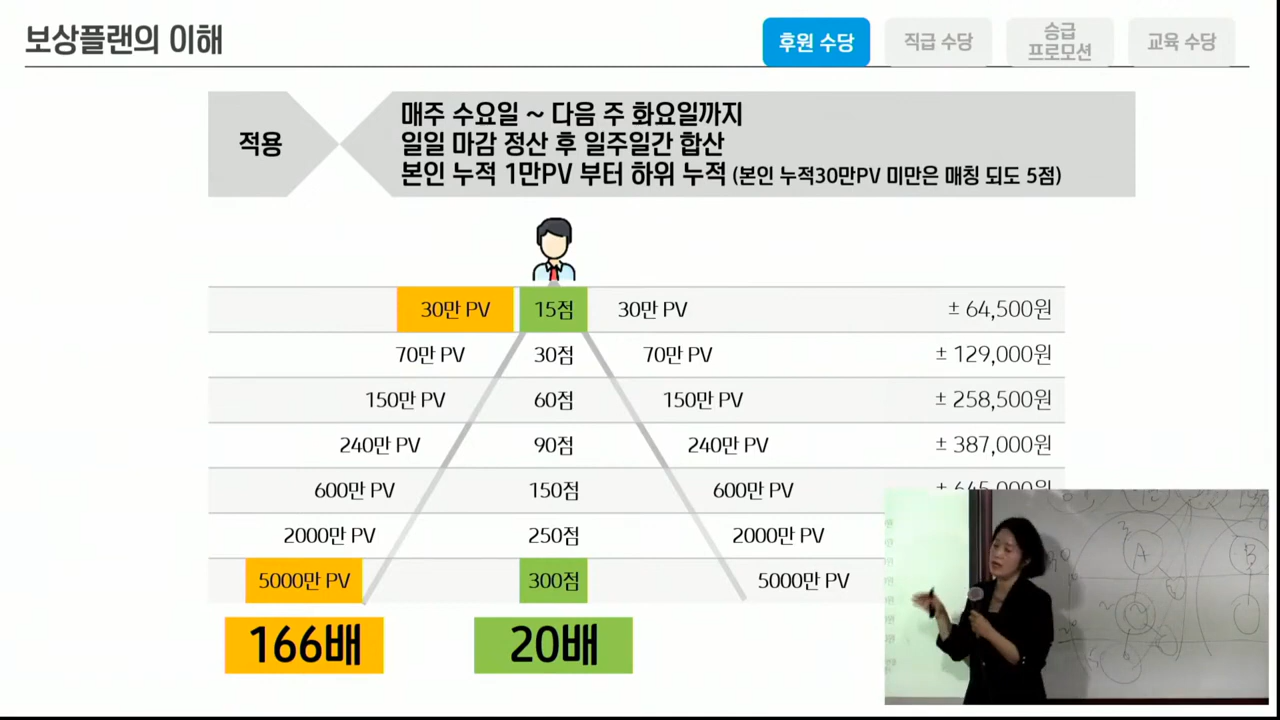 보상플랜의 이해
후원 수당
직급 수당
승급
프로모션
교육 수당
적용
매주 수요일 ~ 다음 주 화요일까지
일일 마감 정산 후 일주일간 합산
본인 누적 1만PV 부터 하위 누적 (본인 누적30만PV 미만은 매칭 되도 5점)
30만 PV 15점 30만 PV ± 64,500원
70만 PV 30점 70만 PV ± 129,000원
150만 PV 60점 150만 PV ± 258,500원
240만 PV 90점 240만 PV ± 387,000원
600만 PV 150점 600만 PV ± 645,000원
2000만 PV 250점 2000만 PV
5000만 PV 300점 5000만 PV
166배 20배
A B